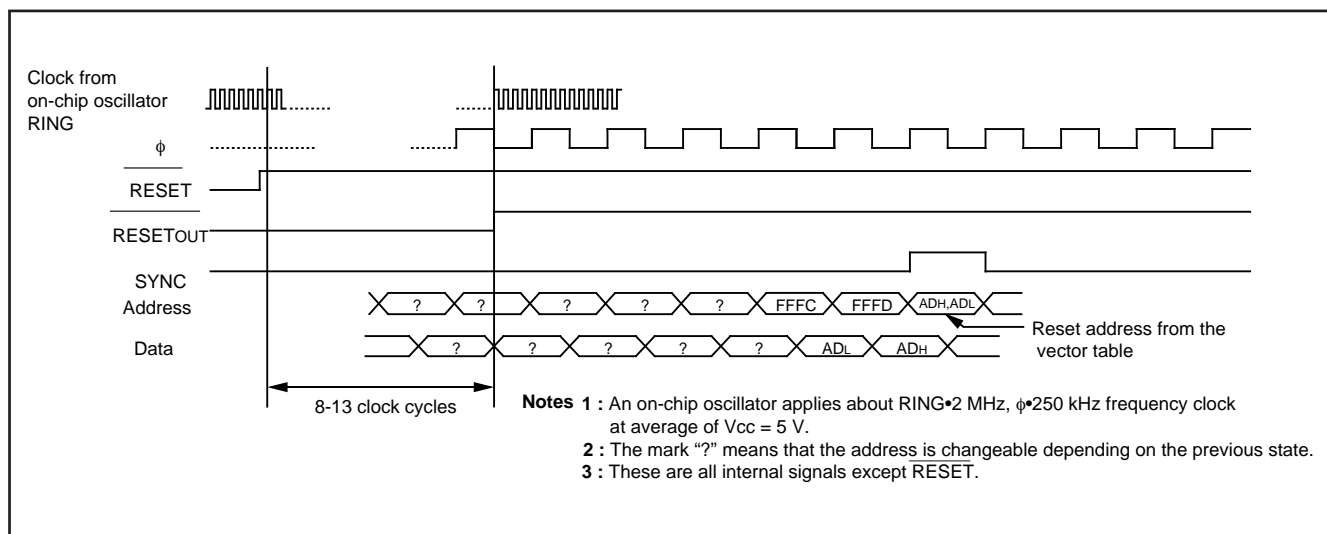 Clock from
on-chip oscillator
RING
ϕ
RESET
RESETOUT
SYNC
Address
? ? ? ? ? FFFC FFFD ADH,ADL
Data
? ? ? ? ? ADL ADH
Reset address from the
vector table
8-13 clock cycles
Notes 1 : An on-chip oscillator applies about RING•2 MHz, ϕ•250 kHz frequency clock
at average of Vcc = 5 V.
2 : The mark “?” means that the address is changeable depending on the previous state.
3 : These are all internal signals except RESET.